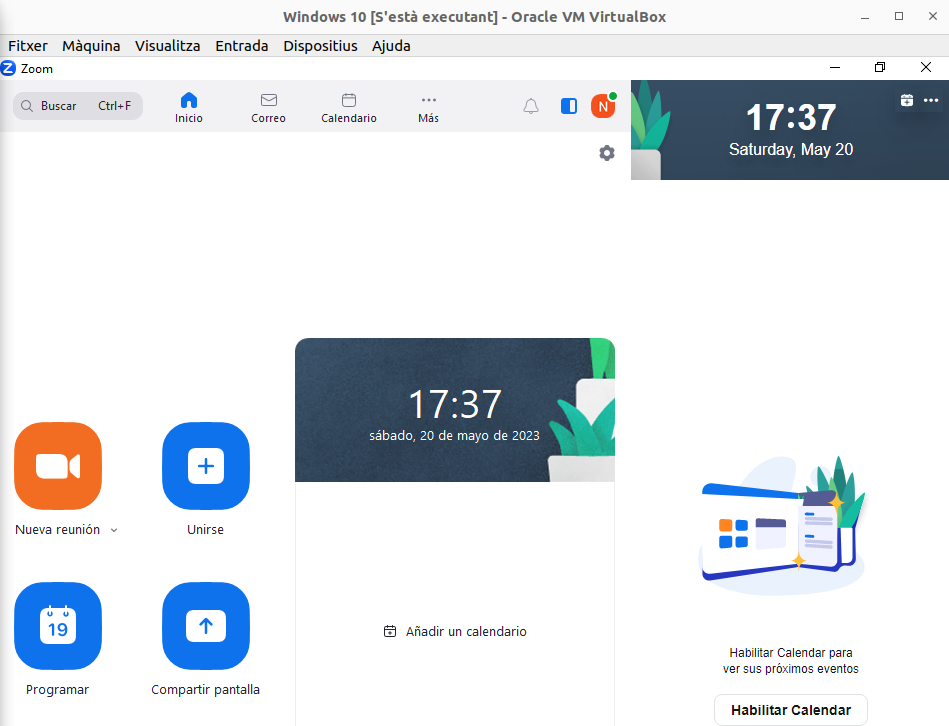 Windows 10 [S'està executant] - Oracle VM VirtualBox
Fitxer Màquina Visualitza Entrada Dispositius Ajuda
Z Zoom
Buscar Ctrl+F
Inicio
Correo
Calendario
Más
N
17:37
Saturday, May 20
17:37
sábado, 20 de mayo de 2023
Nueva reunión
Unirse
19
Programar
Compartir pantalla
Añadir un calendario
Habilitar Calendar para
ver sus próximos eventos
Habilitar Calendar